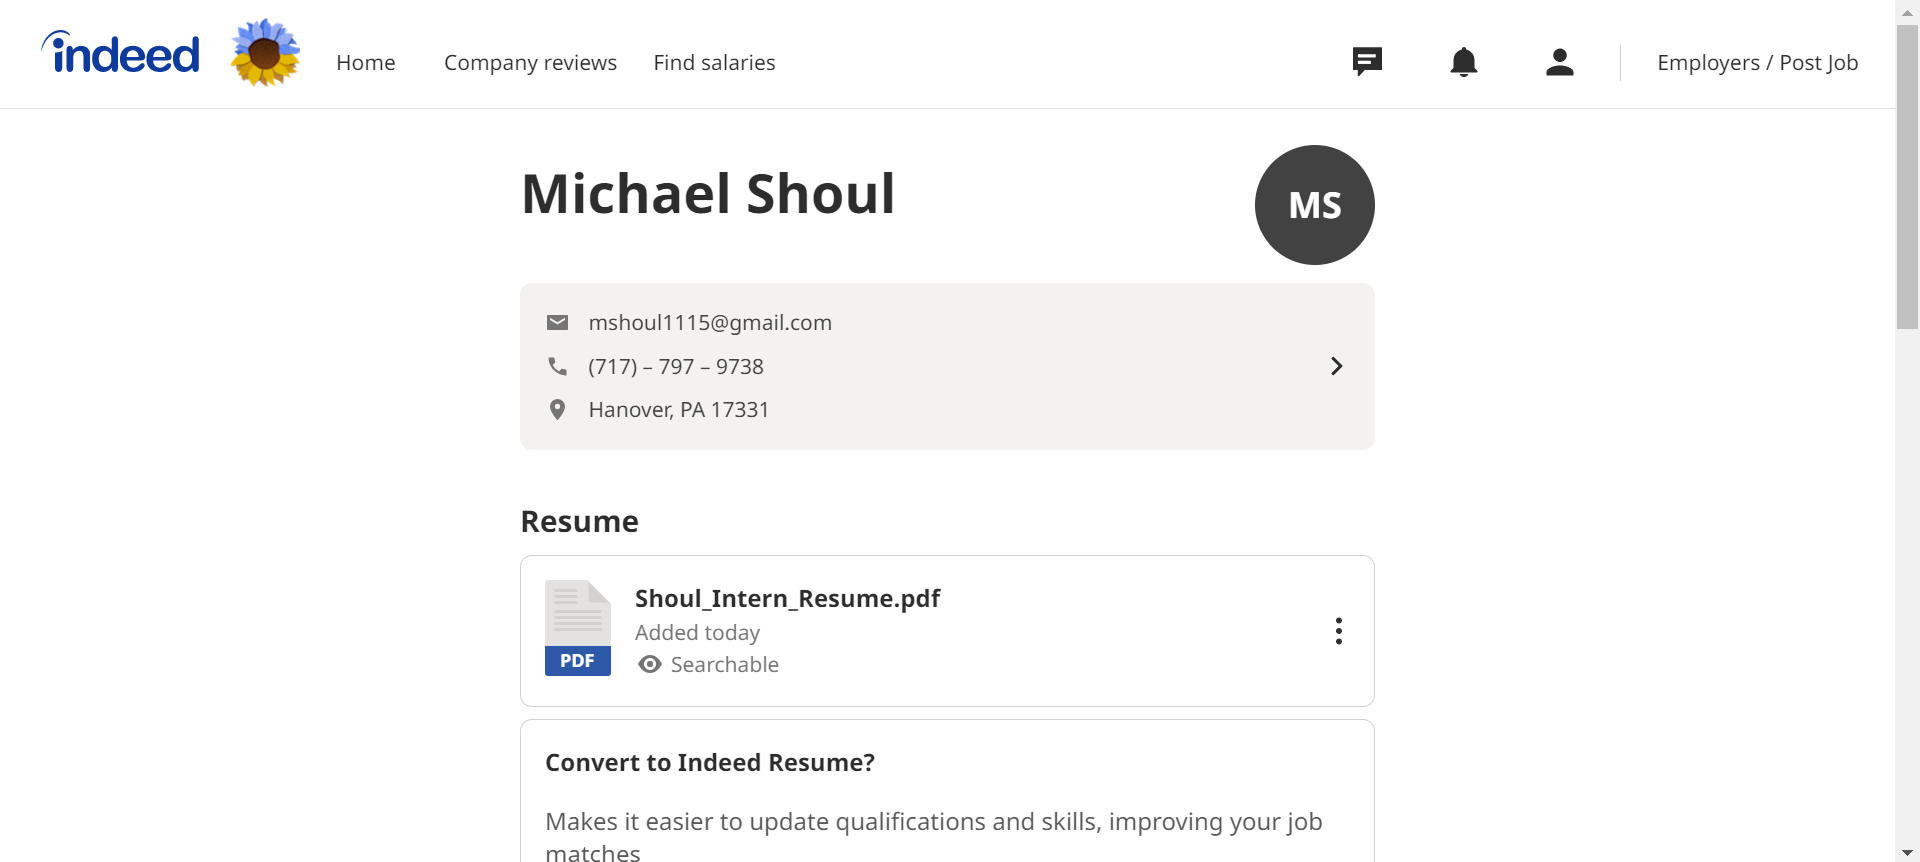 indeed
Home Company reviews Find salaries Employers / Post Job
Michael Shoul
MS
mshoul1115@gmail.com
(717) – 797 – 9738
Hanover, PA 17331
Resume
Shoul_Intern_Resume.pdf
Added today
PDF Searchable
Convert to Indeed Resume?
Makes it easier to update qualifications and skills, improving your job
matches